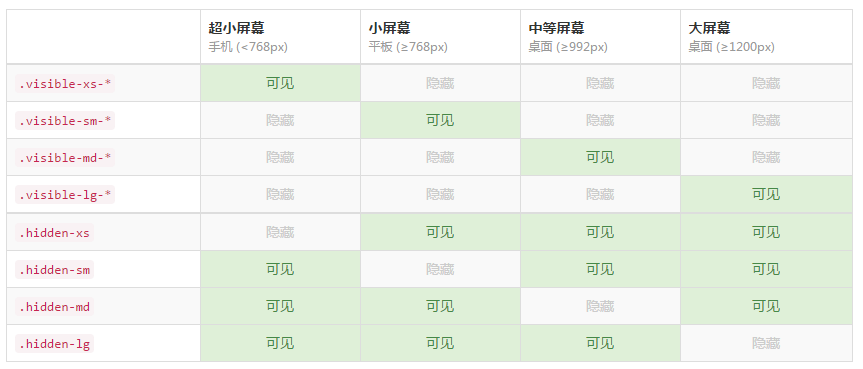 超小屏幕 小屏幕 中等屏幕 大屏幕
手机 (<768px) 平板 (≥768px) 桌面 (≥992px) 桌面 (≥1200px)
.visible-xs-* 可见 隐藏 隐藏 隐藏
.visible-sm-* 隐藏 可见 隐藏 隐藏
.visible-md-* 隐藏 隐藏 可见 隐藏
.visible-lg-* 隐藏 隐藏 隐藏 可见
.hidden-xs 隐藏 可见 可见 可见
.hidden-sm 可见 隐藏 可见 可见
.hidden-md 可见 可见 隐藏 可见
.hidden-lg 可见 可见 可见 隐藏